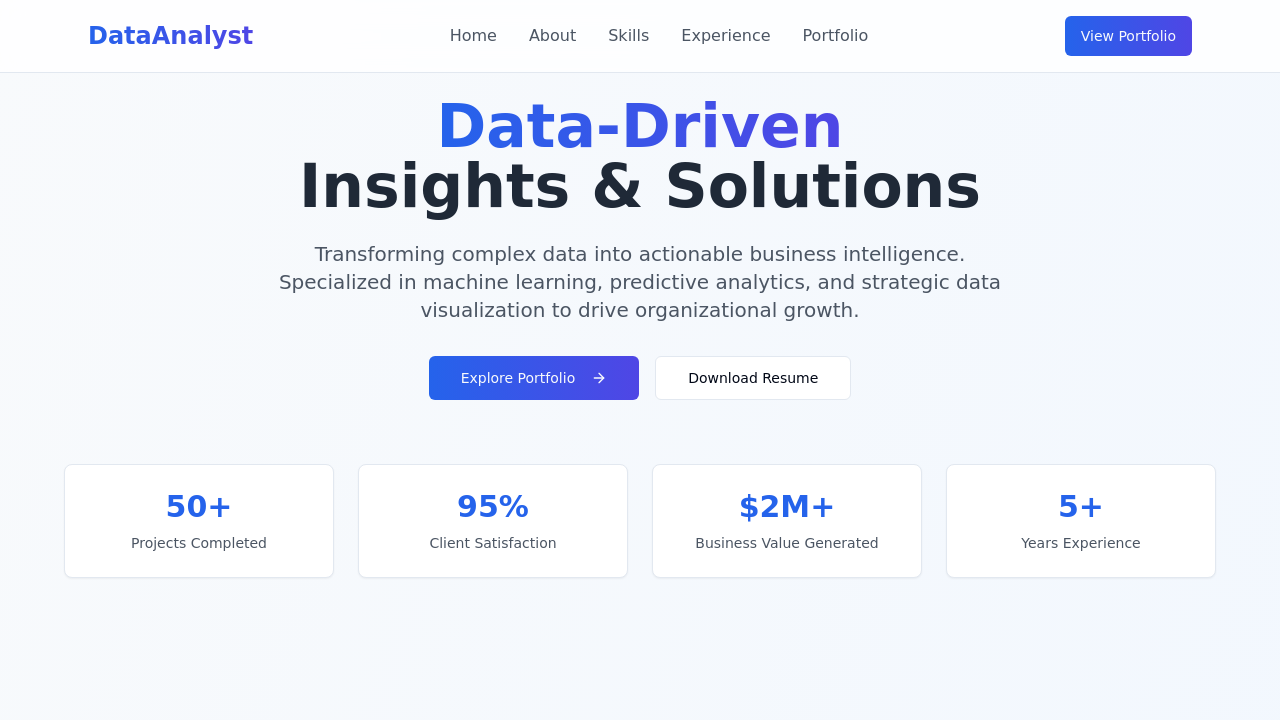 DataAnalyst
Home
About
Skills
Experience
Portfolio
View Portfolio
Data-Driven
Insights & Solutions
Transforming complex data into actionable business intelligence.
Specialized in machine learning, predictive analytics, and strategic data
visualization to drive organizational growth.
Explore Portfolio
Download Resume
50+
Projects Completed
95%
Client Satisfaction
$2M+
Business Value Generated
5+
Years Experience